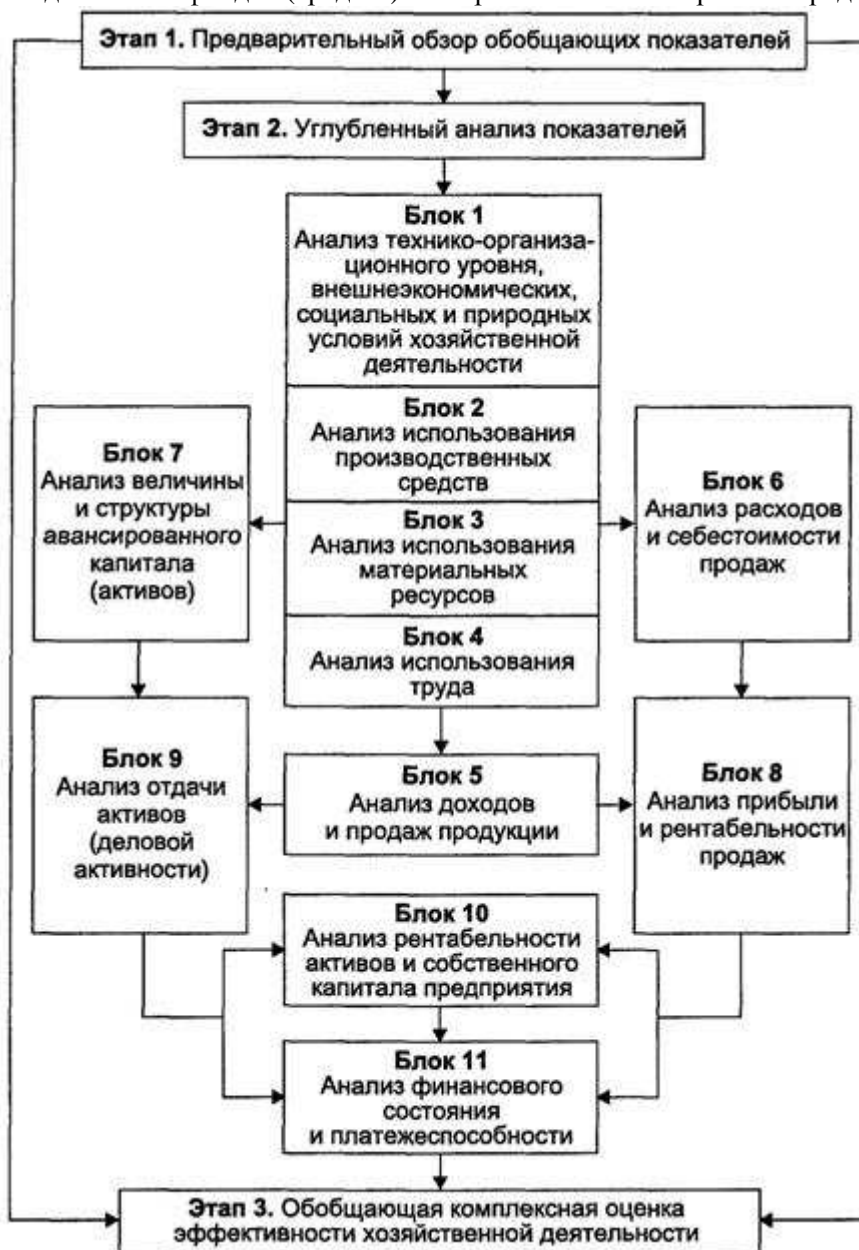 Этап 1. Предварительный обзор обобщающих показателей
Этап 2. Углубленный анализ показателей
Блок 1
Анализ технико-организа-
ционного уровня,
внешнеэкономических,
социальных и природных
условий хозяйственной
деятельности
Блок 2
Анализ использования
производственных
средств
Блок 3
Анализ использования
материальных
ресурсов
Блок 4
Анализ использования
труда
Блок 7
Анализ величины
и структуры
авансированного
капитала
(активов)
Блок 6
Анализ расходов
и себестоимости
продаж
Блок 9
Анализ отдачи
активов
(деловой
активности)
Блок 5
Анализ доходов
и продаж продукции
Блок 8
Анализ прибыли
и рентабельности
продаж
Блок 10
Анализ рентабельности
активов и собственного
капитала предприятия
Блок 11
Анализ финансового
состояния
и платежеспособности
Этап 3. Обобщающая комплексная оценка
эффективности хозяйственной деятельности